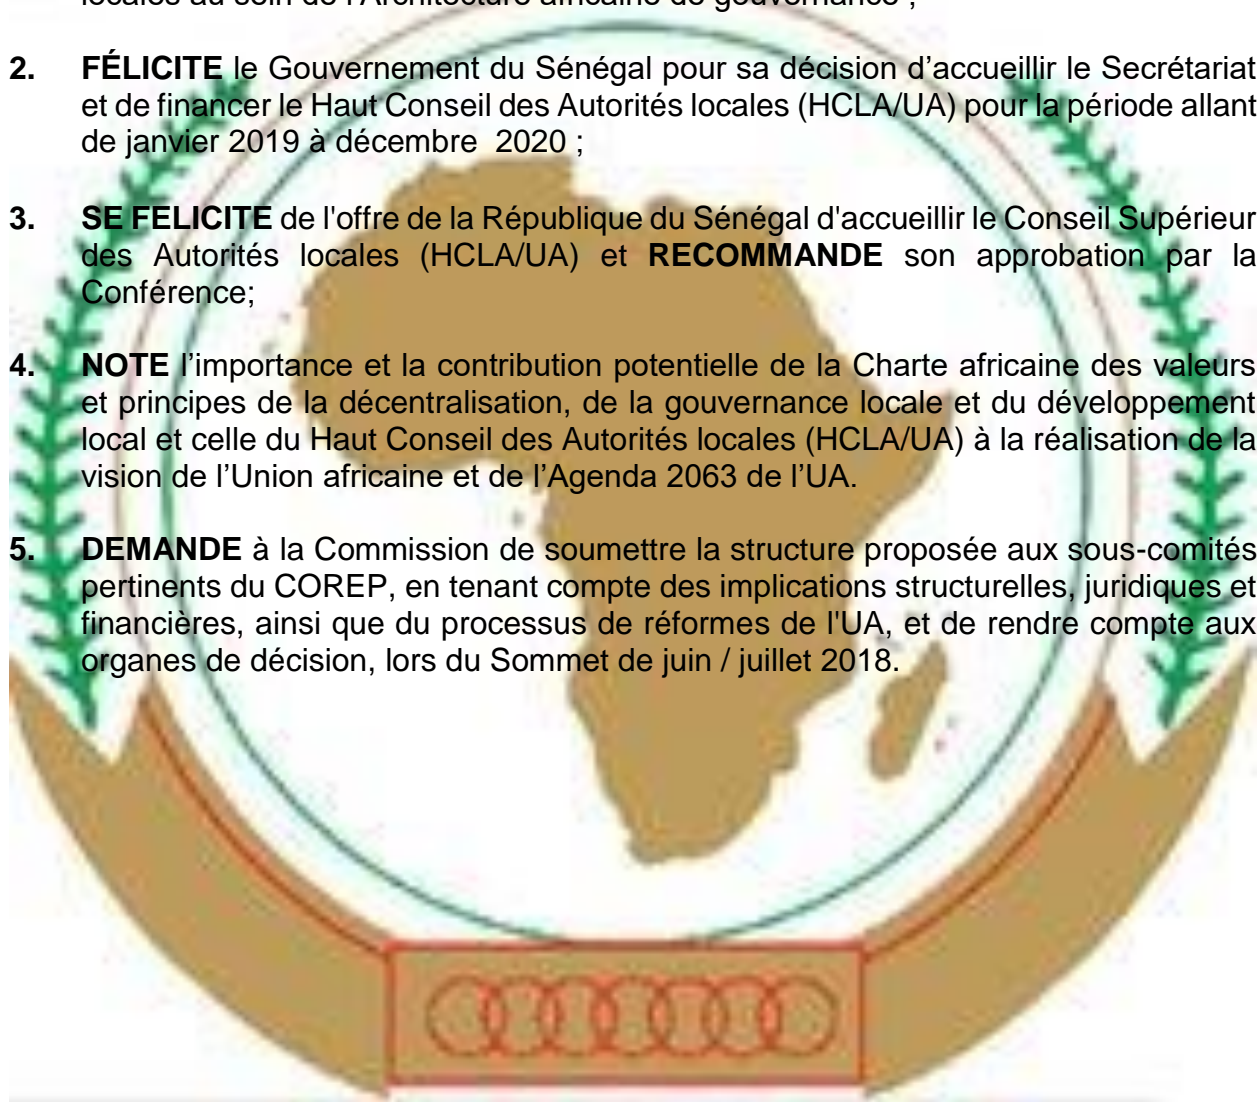 locales au sein de l'Architecture africaine de gouvernance ;
2. FÉLICITE le Gouvernement du Sénégal pour sa décision d’accueillir le Secrétariat
et de financer le Haut Conseil des Autorités locales (HCLA/UA) pour la période allant
de janvier 2019 à décembre 2020 ;
3. SE FELICITE de l'offre de la République du Sénégal d'accueillir le Conseil Supérieur
des Autorités locales (HCLA/UA) et RECOMMANDE son approbation par la
Conférence;
4. NOTE l’importance et la contribution potentielle de la Charte africaine des valeurs
et principes de la décentralisation, de la gouvernance locale et du développement
local et celle du Haut Conseil des Autorités locales (HCLA/UA) à la réalisation de la
vision de l’Union africaine et de l’Agenda 2063 de l’UA.
5. DEMANDE à la Commission de soumettre la structure proposée aux sous-comités
pertinents du COREP, en tenant compte des implications structurelles, juridiques et
financières, ainsi que du processus de réformes de l'UA, et de rendre compte aux
organes de décision, lors du Sommet de juin / juillet 2018.